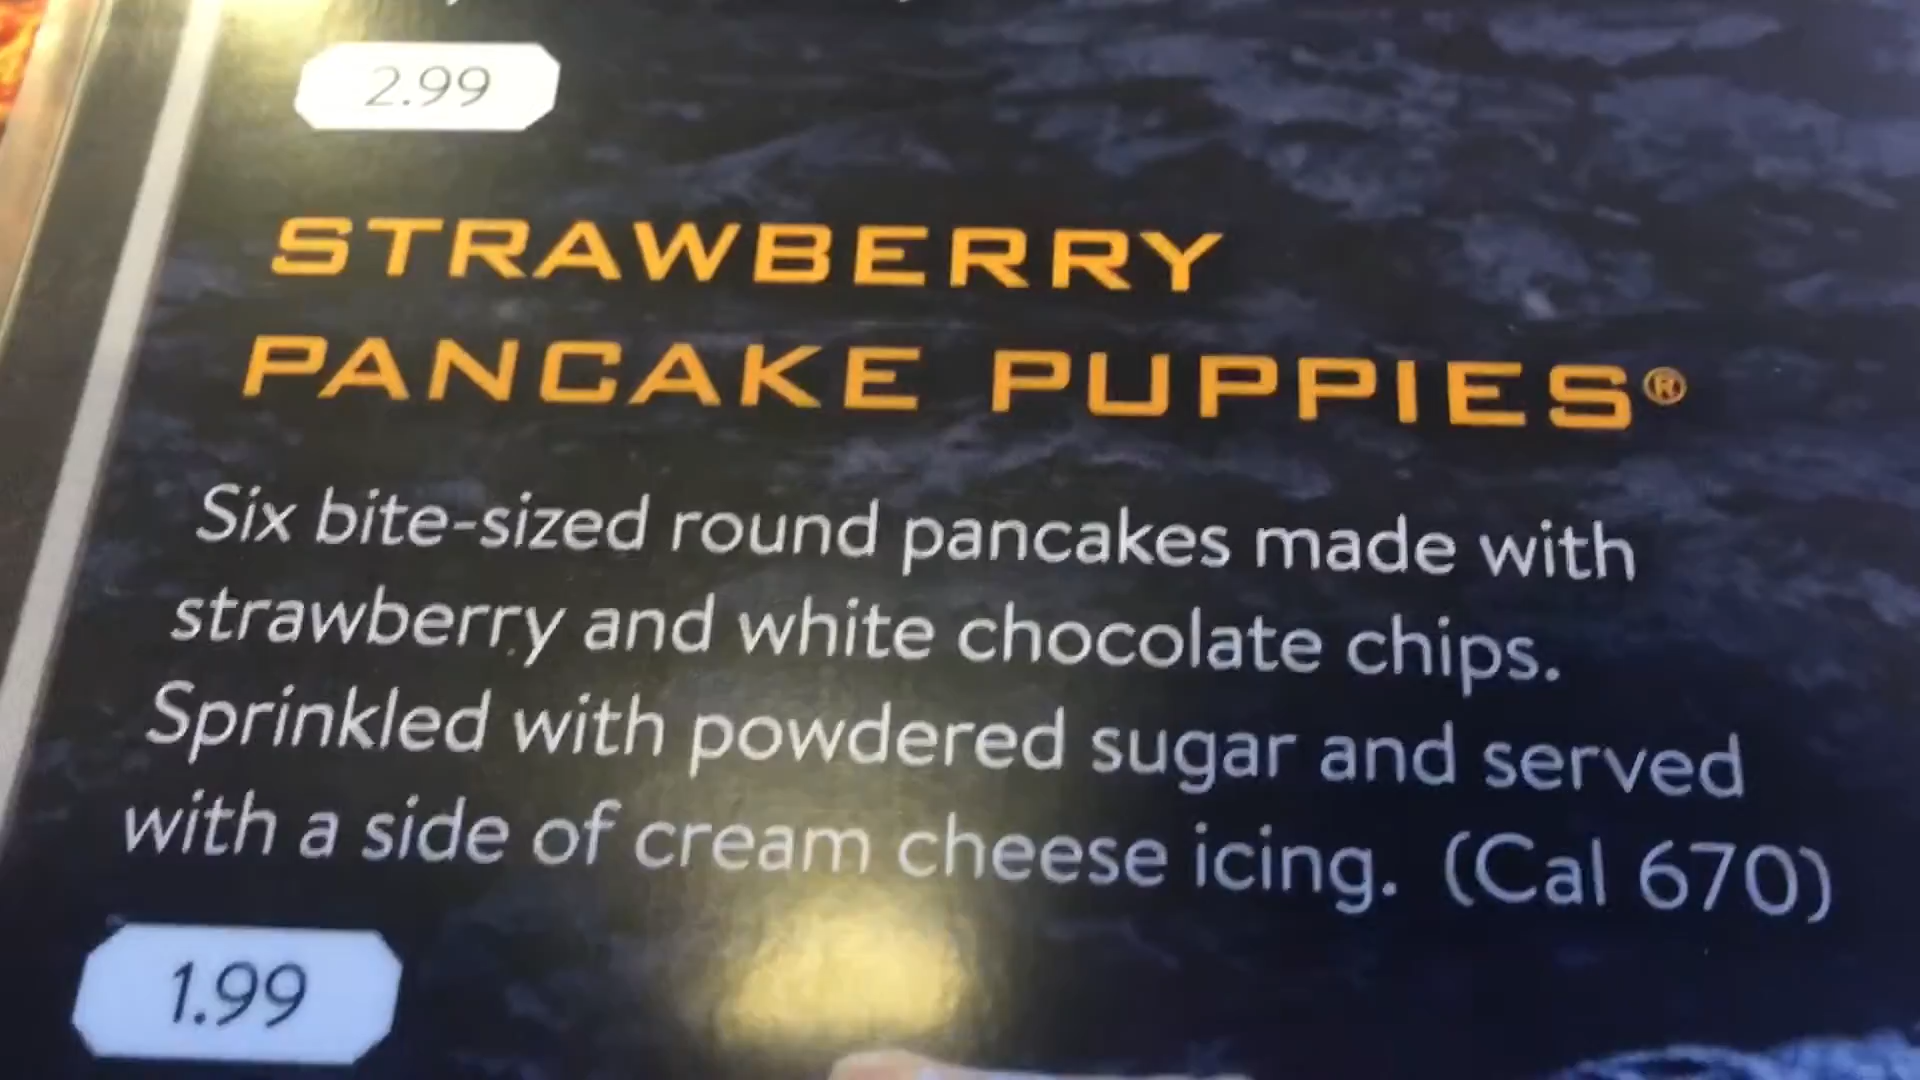 2.99
STRAWBERRY
PANCAKE PUPPIES®
Six bite-sized round pancakes made with
strawberry and white chocolate chips.
Sprinkled with powdered sugar and served
with a side of cream cheese icing. (Cal 670)
1.99